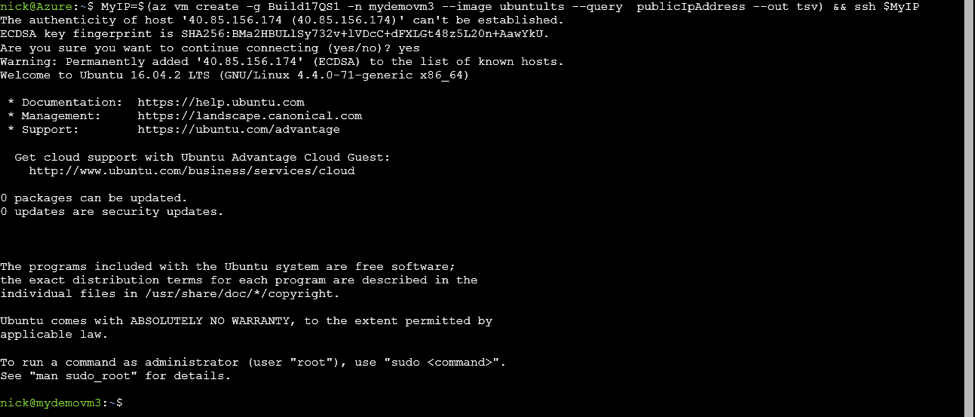 nick@Azure:~$ MyIP=$(az vm create -g Build17QS1 -n mydemovm3 --image ubuntults --query  publicIpAddress --out tsv) && ssh $MyIP
The authenticity of host '40.85.156.174 (40.85.156.174)' can't be established.
ECDSA key fingerprint is SHA256:BMa2HBULlSy732v+lVDcC+dFXLGt48z5L20n+AawYkU.
Are you sure you want to continue connecting (yes/no)? yes
Warning: Permanently added '40.85.156.174' (ECDSA) to the list of known hosts.
Welcome to Ubuntu 16.04.2 LTS (GNU/Linux 4.4.0-71-generic x86_64)

 * Documentation:  https://help.ubuntu.com
 * Management:     https://landscape.canonical.com
 * Support:        https://ubuntu.com/advantage

  Get cloud support with Ubuntu Advantage Cloud Guest:
    http://www.ubuntu.com/business/services/cloud

0 packages can be updated.
0 updates are security updates.

The programs included with the Ubuntu system are free software;
the exact distribution terms for each program are described in the
individual files in /usr/share/doc/*/copyright.

Ubuntu comes with ABSOLUTELY NO WARRANTY, to the extent permitted by
applicable law.

To run a command as administrator (user "root"), use "sudo <command>".
See "man sudo_root" for details.

nick@mydemovm3:~$